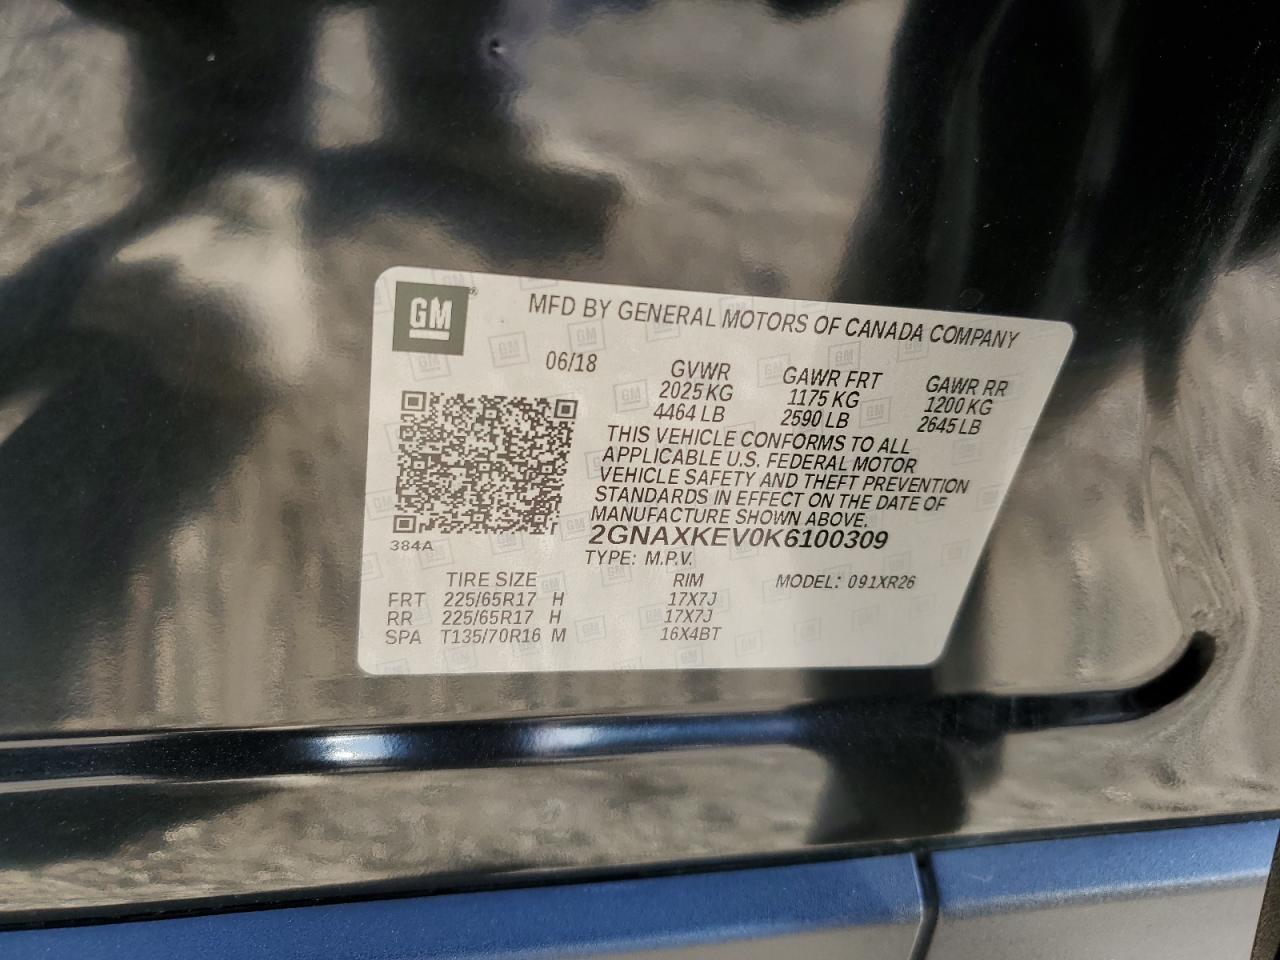 GM
MFD BY GENERAL MOTORS OF CANADA COMPANY
06/18
GVWR GAWR FRT GAWR RR
2025 KG 1175 KG 1200 KG
4464 LB 2590 LB 2645 LB
THIS VEHICLE CONFORMS TO ALL
APPLICABLE U.S. FEDERAL MOTOR
VEHICLE SAFETY AND THEFT PREVENTION
STANDARDS IN EFFECT ON THE DATE OF
MANUFACTURE SHOWN ABOVE.
2GNAXKEV0K6100309
384A
TYPE: M.P.V.
TIRE SIZE RIM MODEL: 091XR26
FRT 225/65R17 H 17X7J
RR 225/65R17 H 17X7J
SPA T135/70R16 M 16X4BT